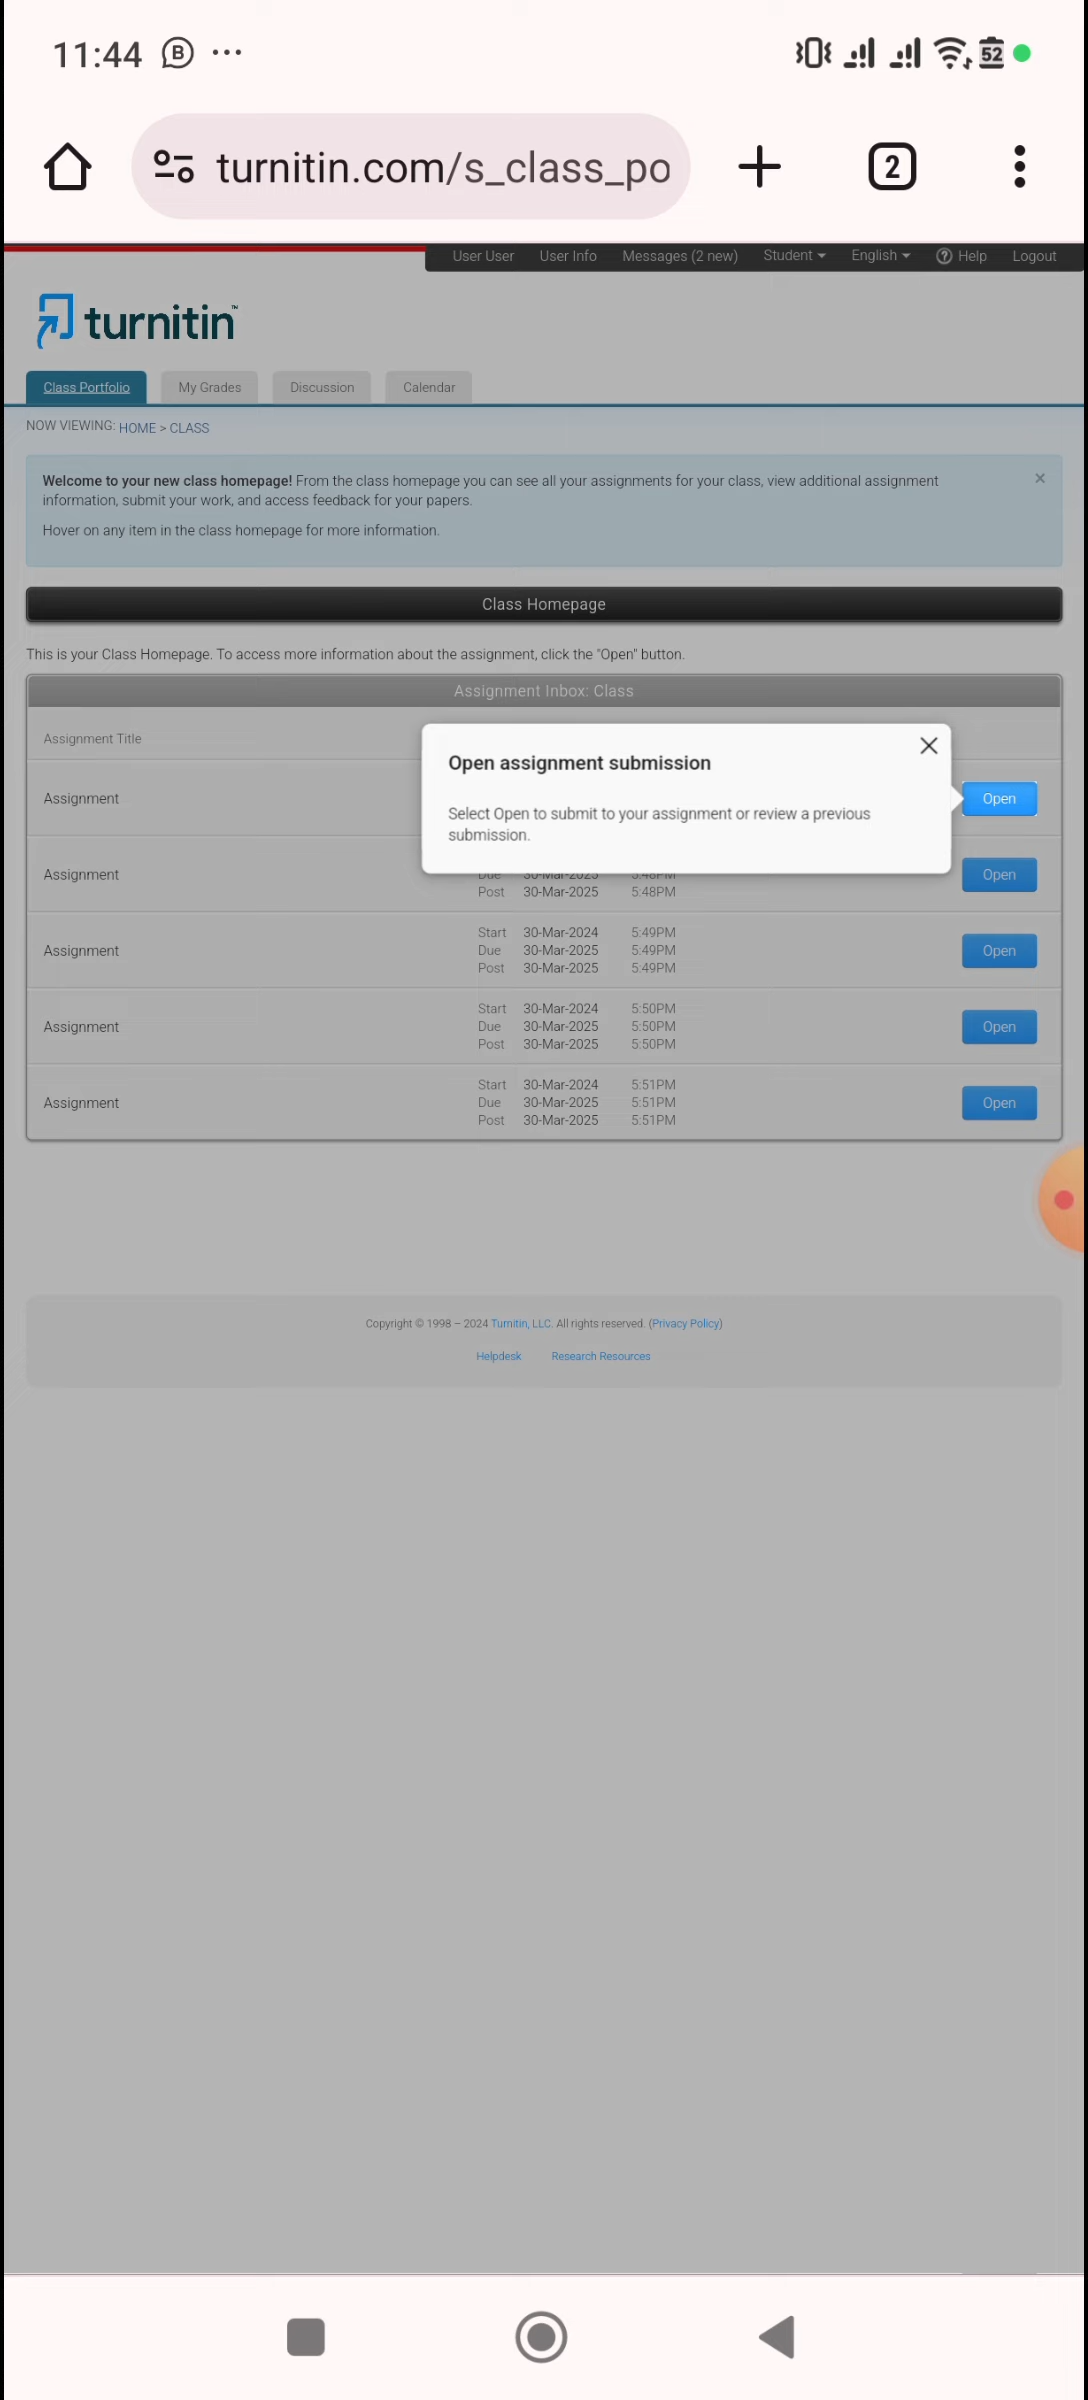 11:44
52
turnitin.com/s_class_po
2
User User User Info Messages (2 new) Student English Help Logout
turnitin™
Class Portfolio My Grades Discussion Calendar
NOW VIEWING: HOME > CLASS
Welcome to your new class homepage! From the class homepage you can see all your assignments for your class, view additional assignment
information, submit your work, and access feedback for your papers.
Hover on any item in the class homepage for more information.
Class Homepage
This is your Class Homepage. To access more information about the assignment, click the "Open" button.
Assignment Inbox: Class
Assignment Title
Open assignment submission
Select Open to submit to your assignment or review a previous
submission.
Assignment Open
Assignment Open
Due 30-Mar-2025 5:48PM
Post 30-Mar-2025 5:48PM
Start 30-Mar-2024 5:49PM
Assignment Due 30-Mar-2025 5:49PM Open
Post 30-Mar-2025 5:49PM
Start 30-Mar-2024 5:50PM
Assignment Due 30-Mar-2025 5:50PM Open
Post 30-Mar-2025 5:50PM
Start 30-Mar-2024 5:51PM
Assignment Due 30-Mar-2025 5:51PM Open
Post 30-Mar-2025 5:51PM
Copyright © 1998 – 2024 Turnitin, LLC. All rights reserved. (Privacy Policy)
Helpdesk Research Resources